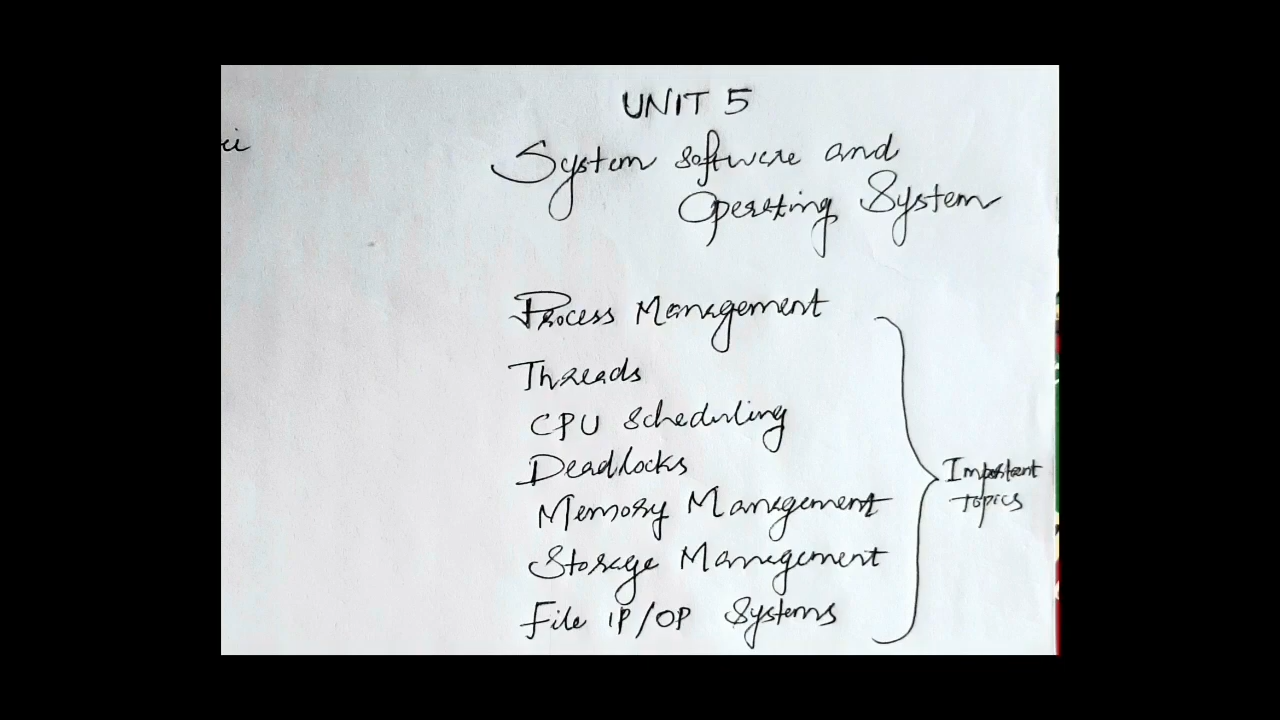 UNIT 5
System software and
Operating System
Process Management
Threads
CPU Scheduling
Deadlocks
Memory Management
Storage Management
File IP/OP Systems
Important
topics